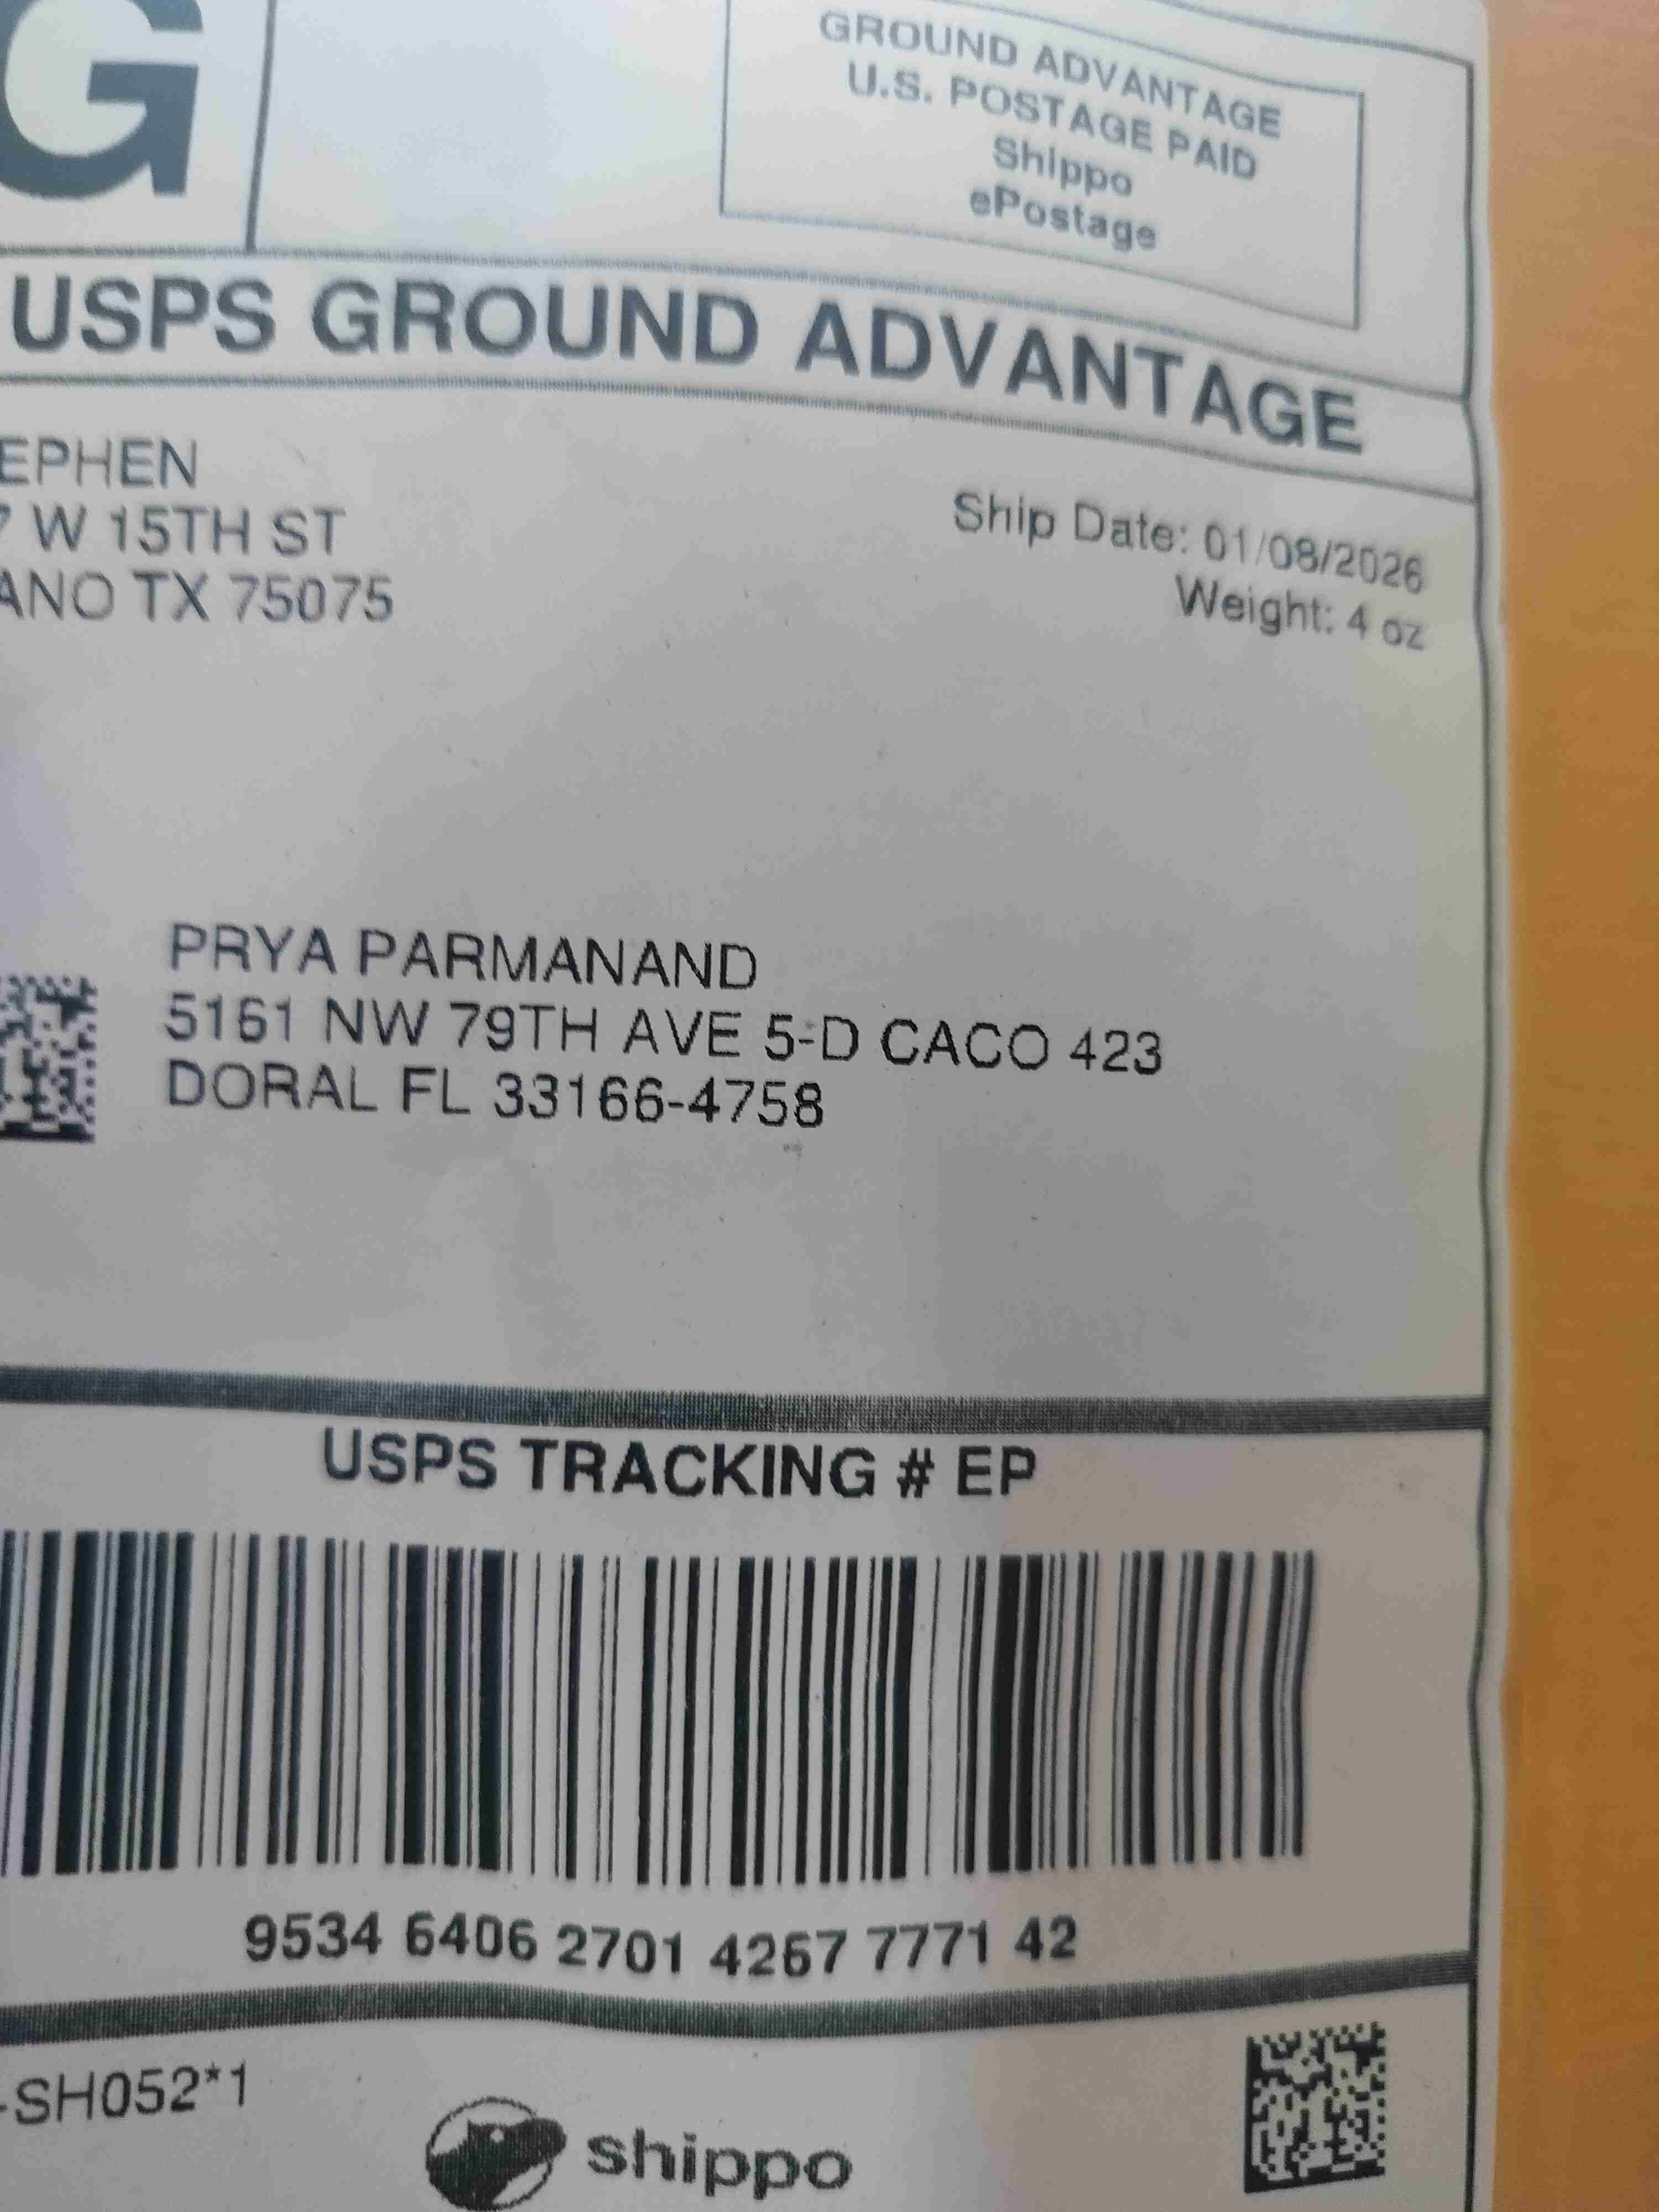 G
GROUND ADVANTAGE
U.S. POSTAGE PAID
Shippo
ePostage
USPS GROUND ADVANTAGE
EPHEN
7 W 15TH ST
ANO TX 75075
Ship Date: 01/08/2026
Weight: 4 oz
PRYA PARMANAND
5161 NW 79TH AVE 5-D CACO 423
DORAL FL 33166-4758
USPS TRACKING # EP
9534 6406 2701 4267 7771 42
-SH052*1
shippo